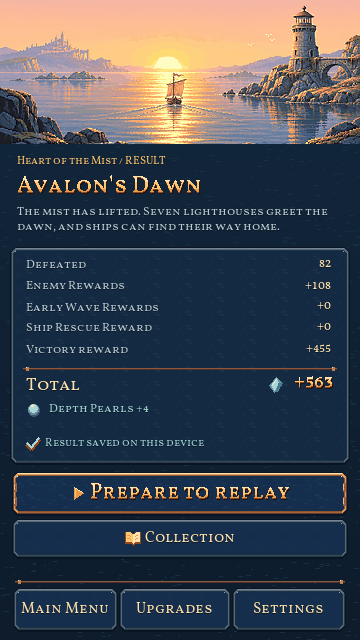 Heart of the Mist / RESULT
Avalon's Dawn
The mist has lifted. Seven lighthouses greet the
dawn, and ships can find their way home.
Defeated 82
Enemy Rewards +108
Early Wave Rewards +0
Ship Rescue Reward +0
Victory reward +455
Total +563
Depth Pearls +4
Result saved on this device
Prepare to replay
Collection
Main Menu Upgrades Settings